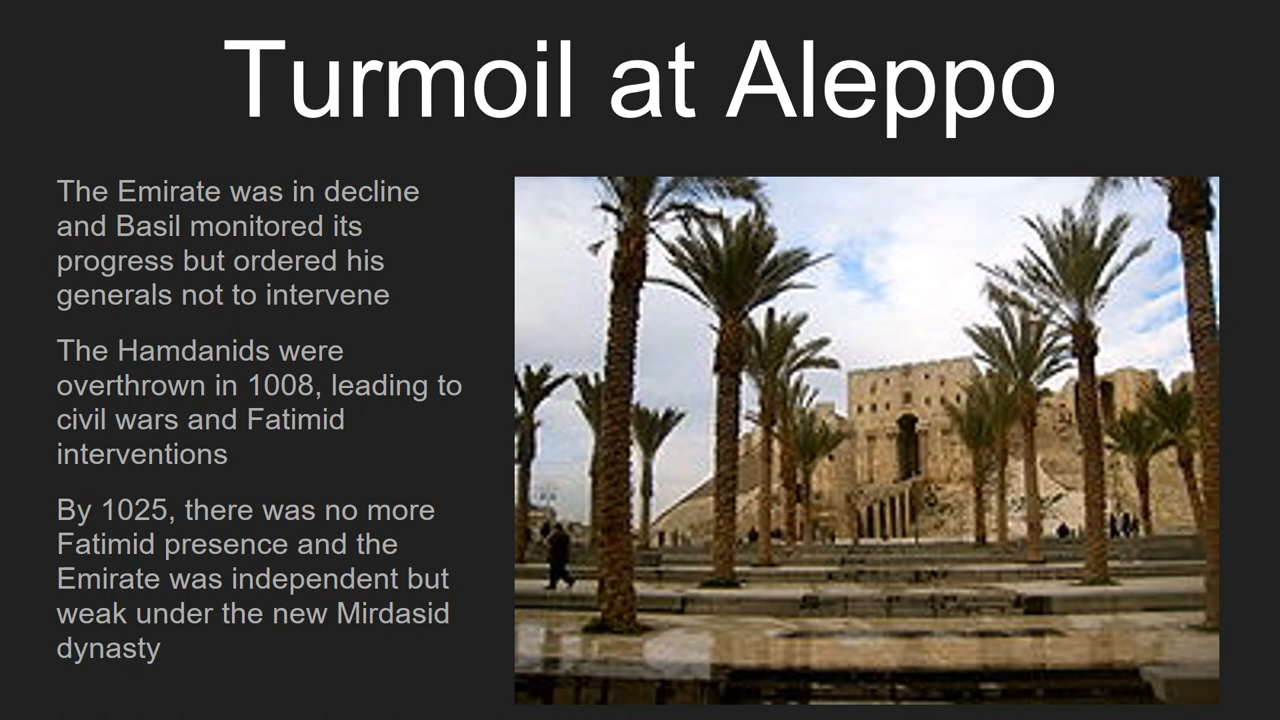 Turmoil at Aleppo
The Emirate was in decline
and Basil monitored its
progress but ordered his
generals not to intervene
The Hamdanids were
overthrown in 1008, leading to
civil wars and Fatimid
interventions
By 1025, there was no more
Fatimid presence and the
Emirate was independent but
weak under the new Mirdasid
dynasty